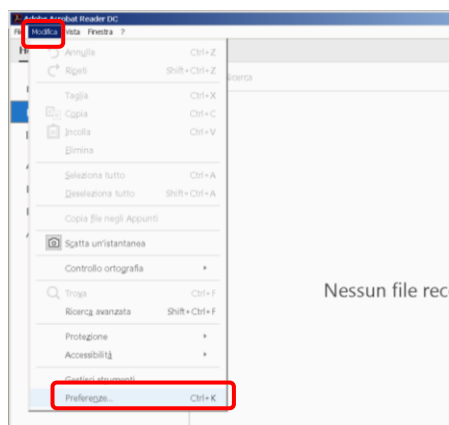 Adobe Acrobat Reader DC
File Modifica Vista Finestra ?
Annulla Ctrl+Z
Ripeti Shift+Ctrl+Z
Ricerca
Taglia Ctrl+X
Copia Ctrl+C
Incolla Ctrl+V
Elimina
Seleziona tutto Ctrl+A
Deseleziona tutto Shift+Ctrl+A
Copia file negli Appunti
Scatta un'istantanea
Controllo ortografia
Trova Ctrl+F
Nessun file rec
Ricerca avanzata Shift+Ctrl+F
Protezione
Accessibilità
Gestisci strumenti
Preferenze... Ctrl+K